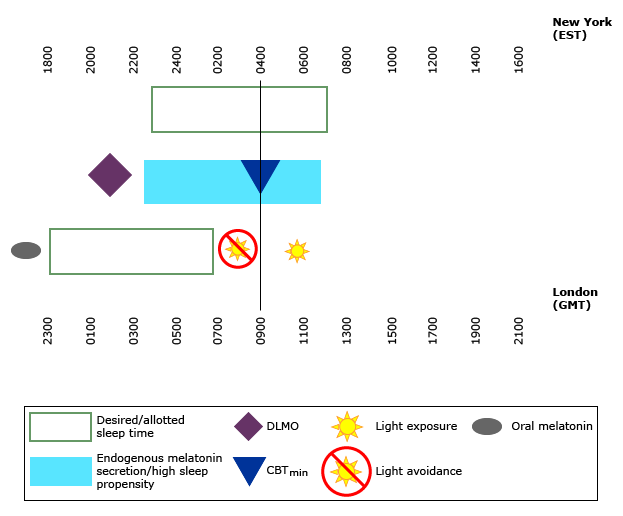 New York
(EST)
1800 2000 2200 2400 0200 0400 0600 0800 1000 1200 1400 1600
London
(GMT)
2300 0100 0300 0500 0700 0900 1100 1300 1500 1700 1900 2100
Desired/allotted
sleep time
DLMO
Light exposure
Oral melatonin
Endogenous melatonin
secretion/high sleep
propensity
CBTmin
Light avoidance